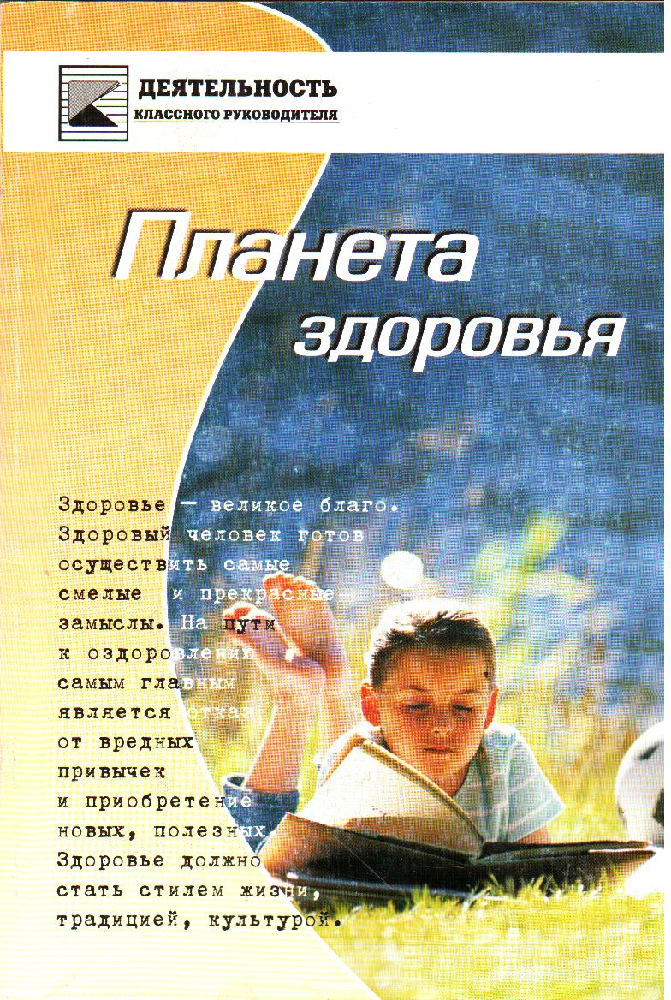 ДЕЯТЕЛЬНОСТЬ
КЛАССНОГО РУКОВОДИТЕЛЯ
Планета
здоровья
Здоровье — великое благо.
Здоровый человек готов
осуществить самые
смелые и прекрасные
замыслы. На пути
к оздоровлению
самым главным
является отказ
от вредных
привычек
и приобретение
новых, полезных.
Здоровье должно
стать стилем жизни,
традицией, культурой.